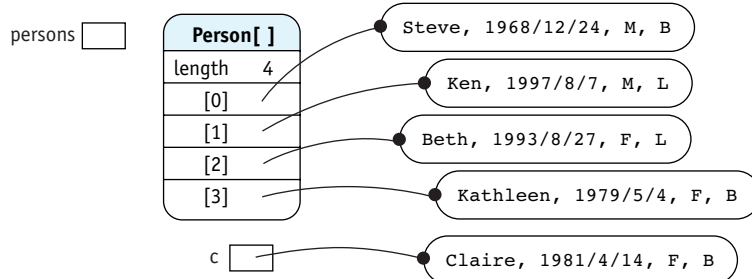 persons
Person[ ]
length 4
[0]
[1]
[2]
[3]
Steve, 1968/12/24, M, B
Ken, 1997/8/7, M, L
Beth, 1993/8/27, F, L
Kathleen, 1979/5/4, F, B
c
Claire, 1981/4/14, F, B